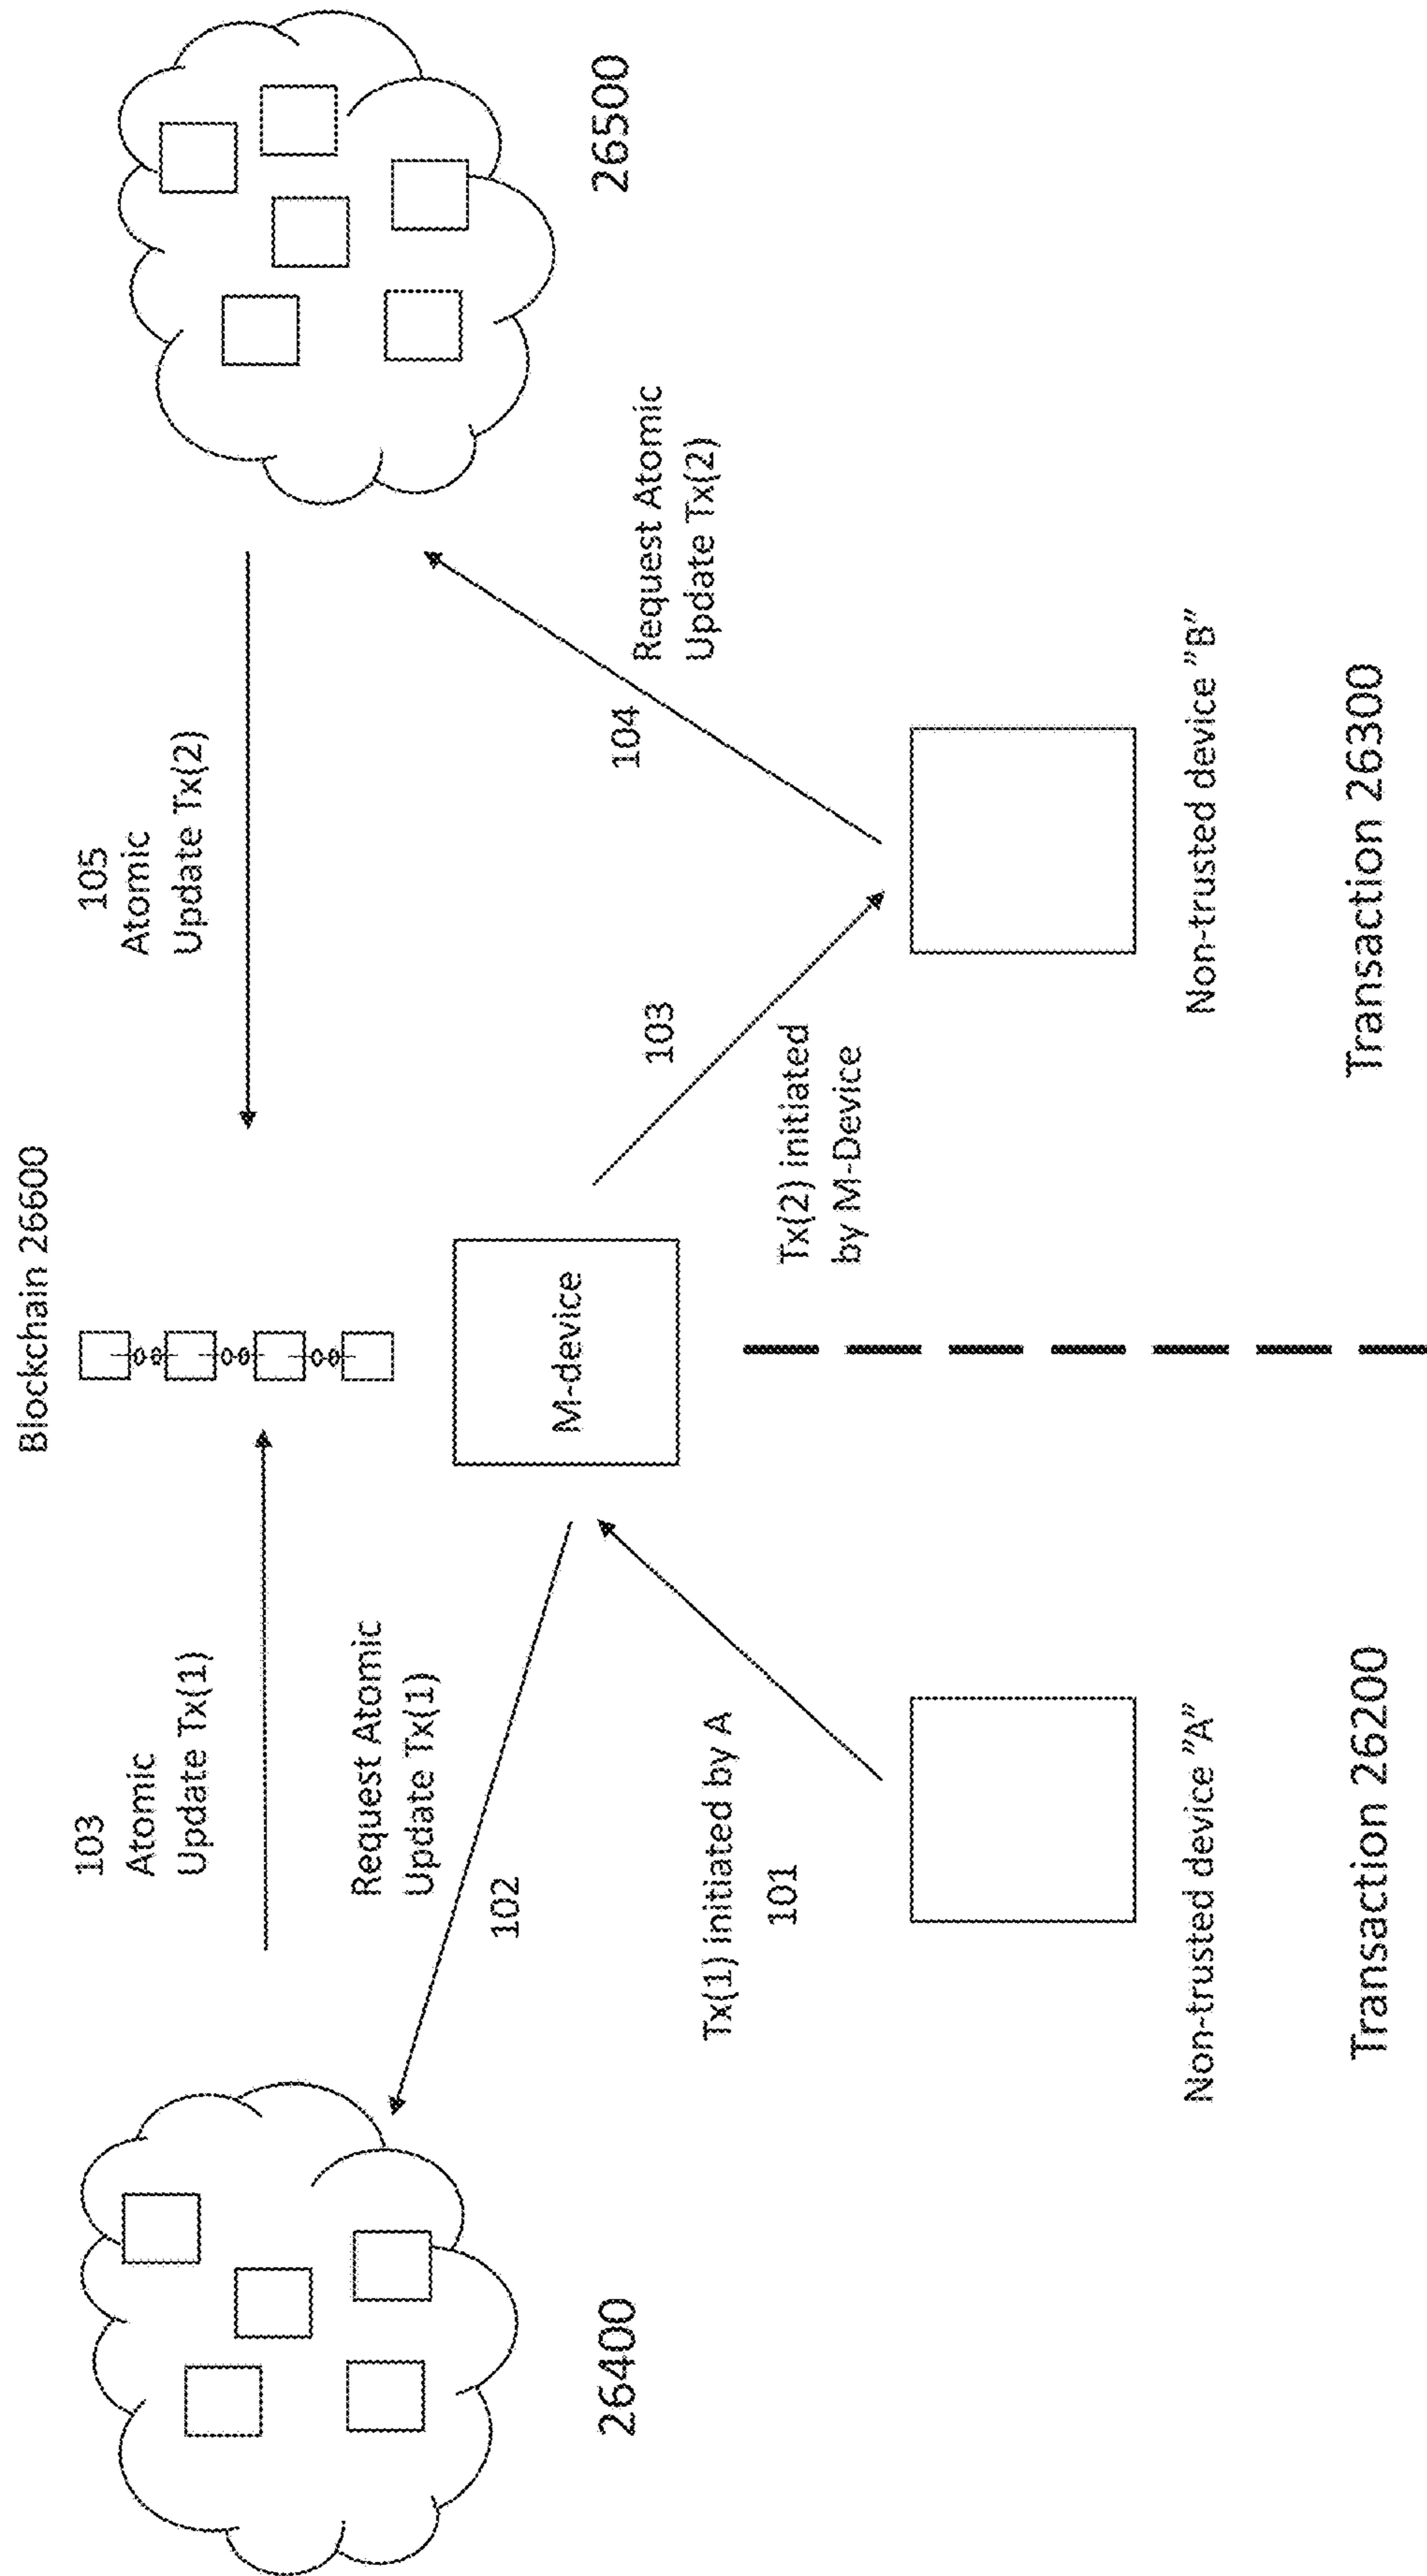 Blockchain 26600
103
Atomic
Update Tx(1)
105
Atomic
Update Tx(2)
Request Atomic
Update Tx(1)
102
M-device
26400
26500
Request Atomic
Update Tx(2)
104
103
Tx(2) initiated
by M-Device
Tx(1) initiated by A
101
Non-trusted device "A"
Non-trusted device "B"
Transaction 26200
Transaction 26300